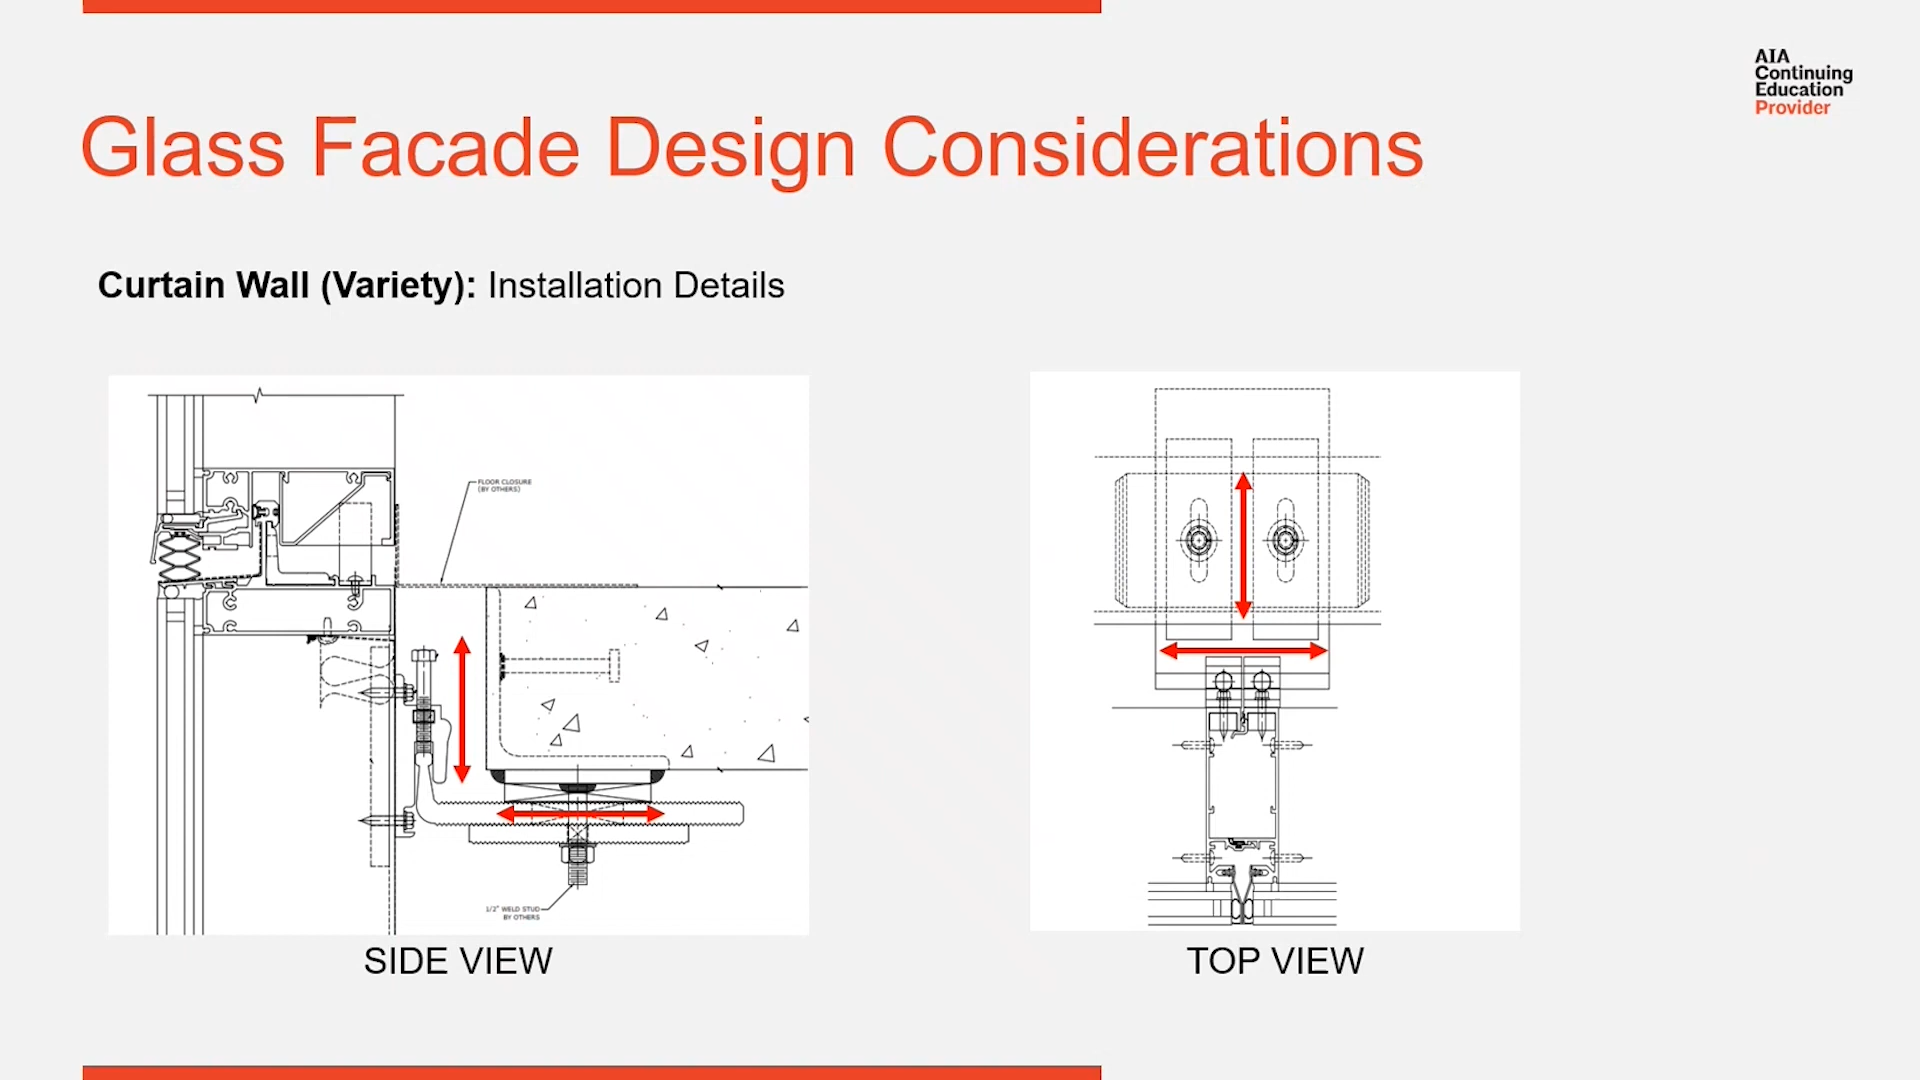 AIA
Continuing
Education
Provider
Glass Facade Design Considerations
Curtain Wall (Variety): Installation Details
FLOOR CLOSURE
(BY OTHERS)
1/2" WELD STUD
BY OTHERS
SIDE VIEW
TOP VIEW